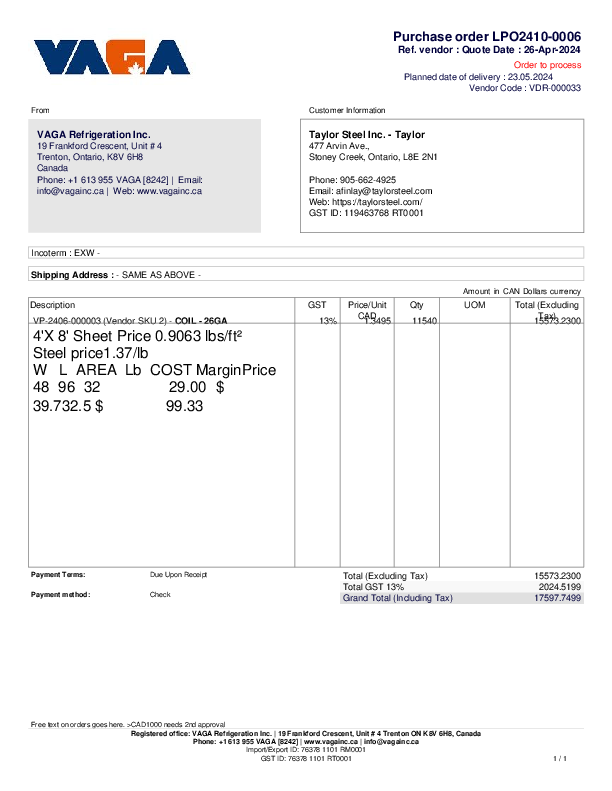 VAGA
Purchase order LPO2410-0006
Ref. vendor : Quote Date : 26-Apr-2024
Order to process
Planned date of delivery : 23.05.2024
Vendor Code : VDR-000033
From
Customer Information
VAGA Refrigeration Inc.
19 Frankford Crescent, Unit # 4
Trenton, Ontario, K8V 6H8
Canada
Phone: +1 613 955 VAGA [8242] | Email:
info@vagainc.ca | Web: www.vagainc.ca
Taylor Steel Inc. - Taylor
477 Arvin Ave.,
Stoney Creek, Ontario, L8E 2N1
Phone: 905-662-4925
Email: afinlay@taylorsteel.com
Web: https://taylorsteel.com/
GST ID: 119463768 RT0001
Incoterm : EXW -
Shipping Address : - SAME AS ABOVE -
Amount in CAN Dollars currency
Description GST Price/Unit CAD Qty UOM Total (Excluding Tax)
VP-2406-000003 (Vendor SKU 2) - COIL - 26GA 13% 1.3495 11540 15573.2300
4'X 8' Sheet Price 0.9063 lbs/ft²
Steel price1.37/lb
W L AREA Lb COST MarginPrice
48 96 32 29.00 $
39.732.5 $ 99.33
Payment Terms: Due Upon Receipt
Payment method: Check
Total (Excluding Tax) 15573.2300
Total GST 13% 2024.5199
Grand Total (Including Tax) 17597.7499
Free text on orders goes here. >CAD1000 needs 2nd approval
Registered office: VAGA Refrigeration Inc. | 19 Frankford Crescent, Unit # 4 Trenton ON K8V 6H8, Canada
Phone: +1 613 955 VAGA [8242] | www.vagainc.ca | info@vagainc.ca
Import/Export ID: 76378 1101 RM0001
GST ID: 76378 1101 RT0001
1 / 1